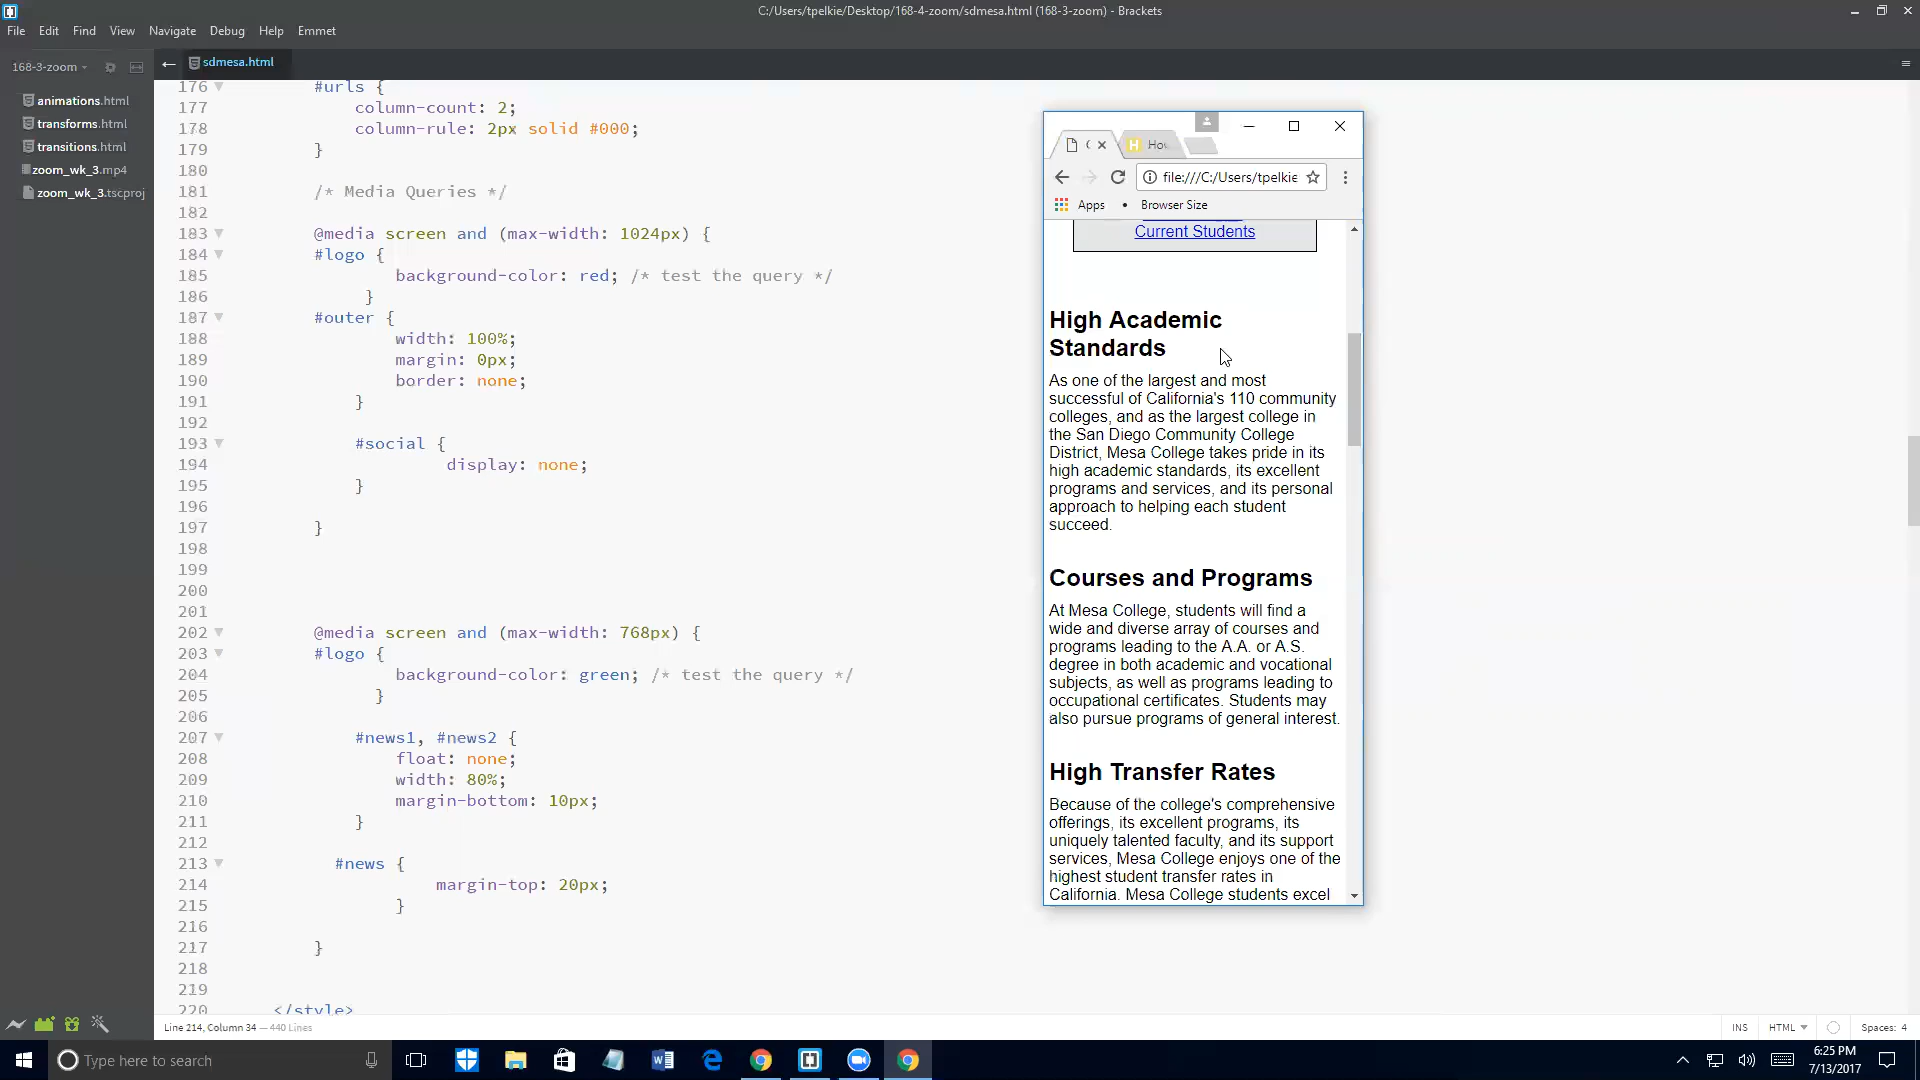 C:/Users/tpelkie/Desktop/168-4-zoom/sdmesa.html (168-3-zoom) - Brackets
File Edit Find View Navigate Debug Help Emmet
168-3-zoom
sdmesa.html
animations.html
transforms.html
transitions.html
zoom_wk_3.mp4
zoom_wk_3.tscproj
176 #urls {
177 column-count: 2;
178 column-rule: 2px solid #000;
179 }
180
181 /* Media Queries */
182
183 @media screen and (max-width: 1024px) {
184 #logo {
185 background-color: red; /* test the query */
186 }
187 #outer {
188 width: 100%;
189 margin: 0px;
190 border: none;
191 }
192
193 #social {
194 display: none;
195 }
196
197 }
198
199
200
201
202 @media screen and (max-width: 768px) {
203 #logo {
204 background-color: green; /* test the query */
205 }
206
207 #news1, #news2 {
208 float: none;
209 width: 80%;
210 margin-bottom: 10px;
211 }
212
213 #news {
214 margin-top: 20px;
215 }
216
217 }
218
219
220 </style>
Hov
file:///C:/Users/tpelkie
Apps • Browser Size
Current Students
High Academic
Standards
As one of the largest and most
successful of California's 110 community
colleges, and as the largest college in
the San Diego Community College
District, Mesa College takes pride in its
high academic standards, its excellent
programs and services, and its personal
approach to helping each student
succeed.
Courses and Programs
At Mesa College, students will find a
wide and diverse array of courses and
programs leading to the A.A. or A.S.
degree in both academic and vocational
subjects, as well as programs leading to
occupational certificates. Students may
also pursue programs of general interest.
High Transfer Rates
Because of the college's comprehensive
offerings, its excellent programs, its
uniquely talented faculty, and its support
services, Mesa College enjoys one of the
highest student transfer rates in
California. Mesa College students excel
Line 214, Column 34 — 440 Lines
INS HTML Spaces: 4
Type here to search
6:25 PM
7/13/2017